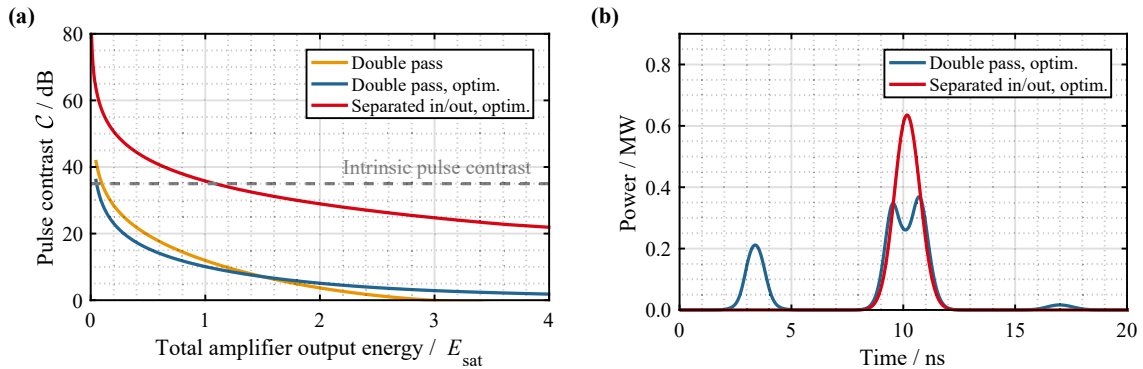 (a)
80
60
40
20
0
Pulse contrast C / dB
Double pass
Double pass, optim.
Separated in/out, optim.
Intrinsic pulse contrast
0 1 2 3 4
Total amplifier output energy / E_sat
(b)
0.8
0.6
0.4
0.2
0.0
Power / MW
Double pass, optim.
Separated in/out, optim.
0 5 10 15 20
Time / ns